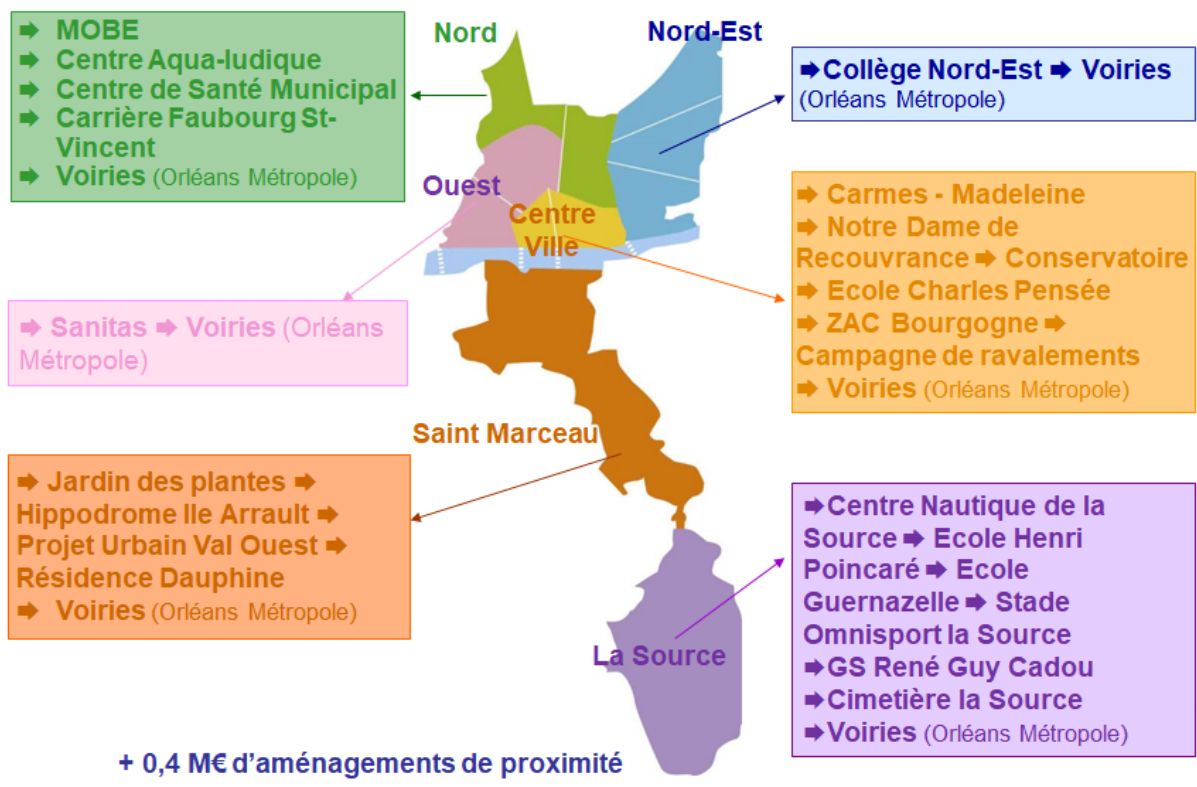 ➡ MOBE
➡ Centre Aqua-ludique
➡ Centre de Santé Municipal
➡ Carrière Faubourg St-
Vincent
➡ Voiries (Orléans Métropole)
Nord
Nord-Est
➡Collège Nord-Est ➡ Voiries
(Orléans Métropole)
Ouest
Centre
Ville
➡ Carmes - Madeleine
➡ Notre Dame de
Recouvrance ➡ Conservatoire
➡ Ecole Charles Pensée
➡ ZAC Bourgogne ➡
Campagne de ravalements
➡ Voiries (Orléans Métropole)
➡ Sanitas ➡ Voiries (Orléans
Métropole)
Saint Marceau
➡ Jardin des plantes ➡
Hippodrome Ile Arrault ➡
Projet Urbain Val Ouest ➡
Résidence Dauphine
➡ Voiries (Orléans Métropole)
La Source
➡Centre Nautique de la
Source ➡ Ecole Henri
Poincaré ➡ Ecole
Guernazelle ➡ Stade
Omnisport la Source
➡GS René Guy Cadou
➡Cimetière la Source
➡Voiries (Orléans Métropole)
+ 0,4 M€ d’aménagements de proximité